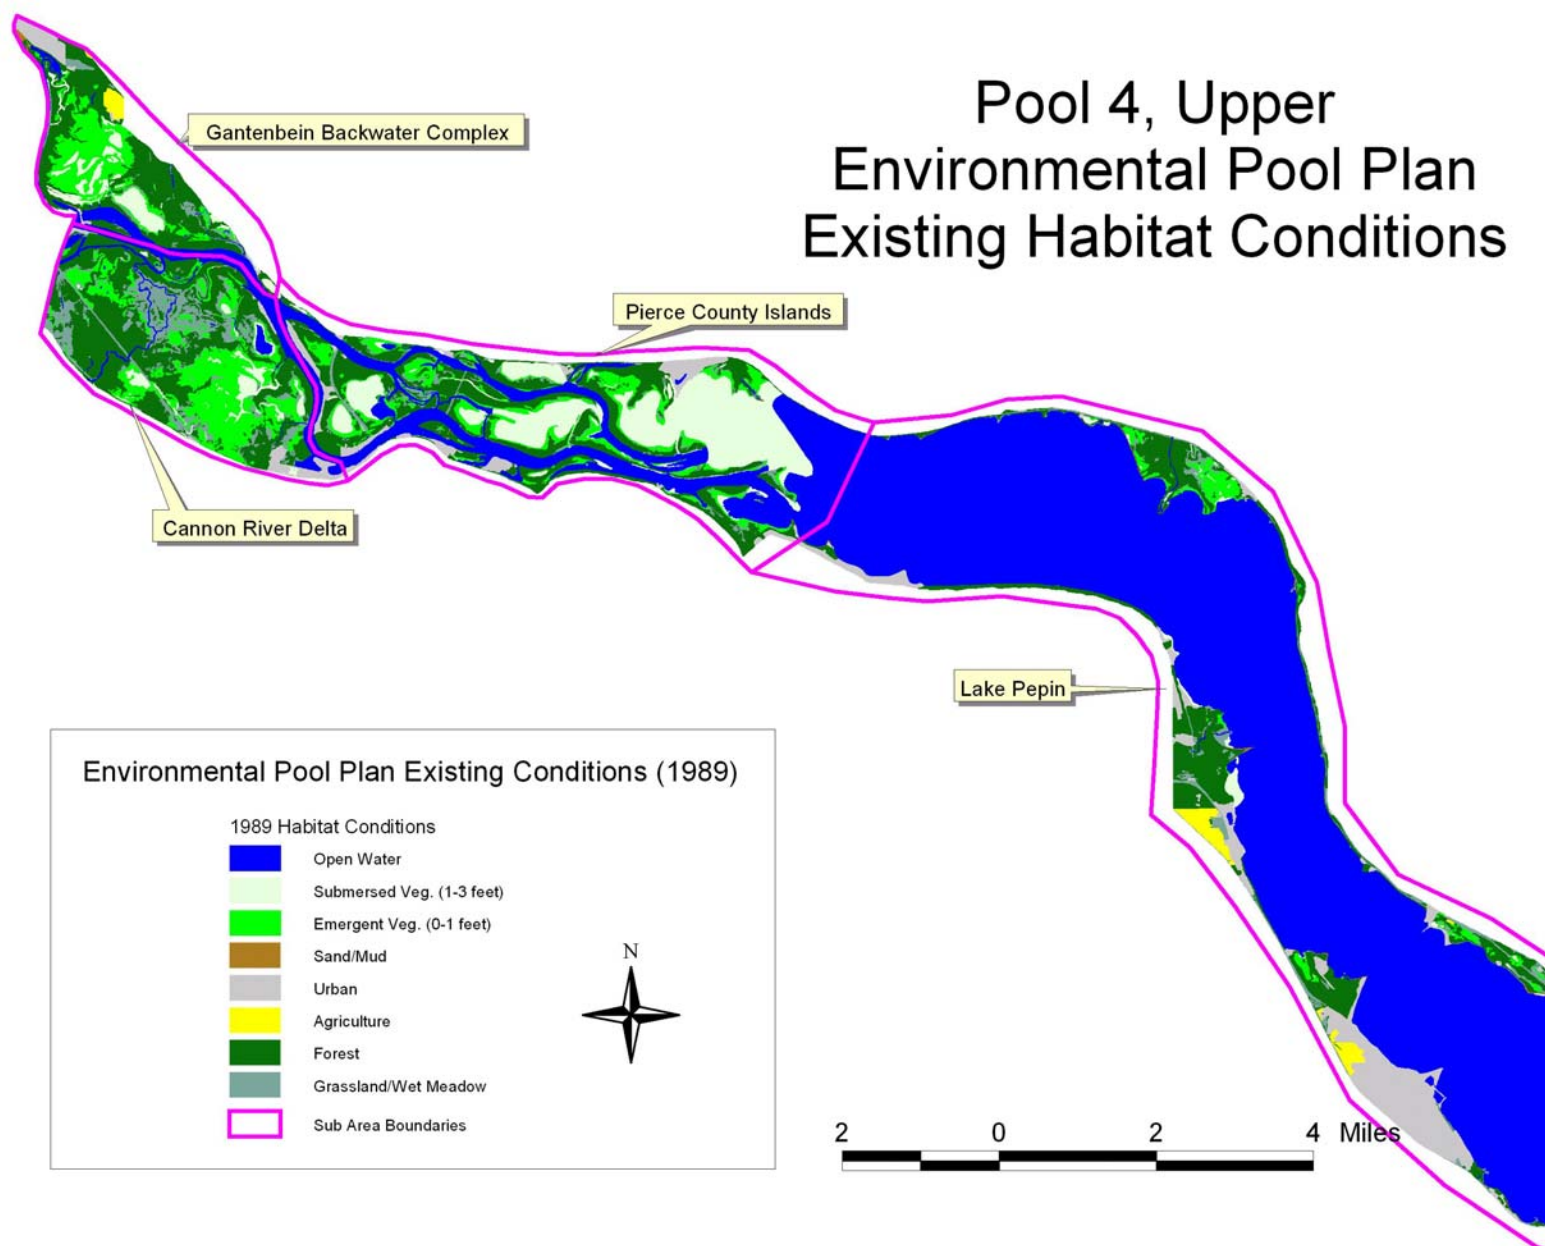 Pool 4, Upper
Environmental Pool Plan
Existing Habitat Conditions
Gantenbein Backwater Complex
Pierce County Islands
Cannon River Delta
Lake Pepin
Environmental Pool Plan Existing Conditions (1989)
1989 Habitat Conditions
Open Water
Submersed Veg. (1-3 feet)
Emergent Veg. (0-1 feet)
Sand/Mud
Urban
Agriculture
Forest
Grassland/Wet Meadow
Sub Area Boundaries
N
2 0 2 4 Miles